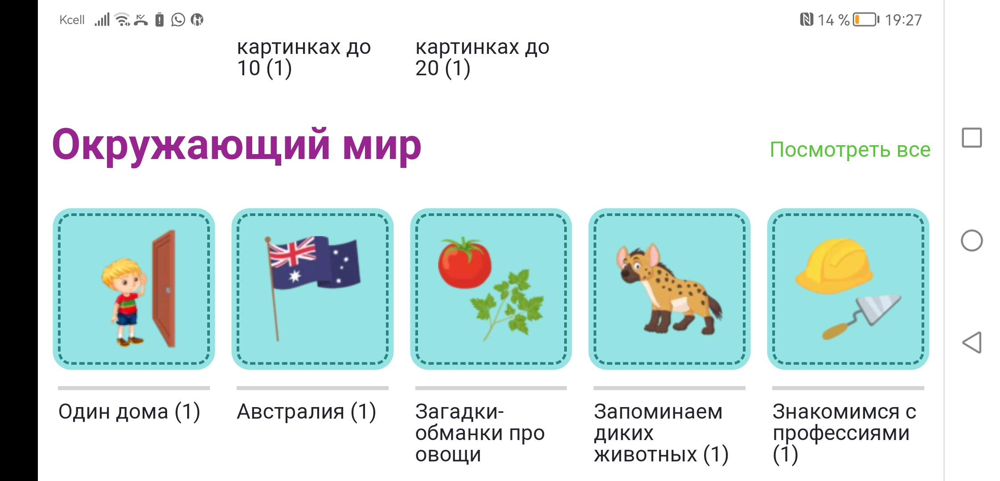 Kcell
14 % 19:27
картинках до
10 (1)
картинках до
20 (1)
Окружающий мир
Посмотреть все
Один дома (1)
Австралия (1)
Загадки-
обманки про
овощи
Запоминаем
диких
животных (1)
Знакомимся с
профессиями
(1)